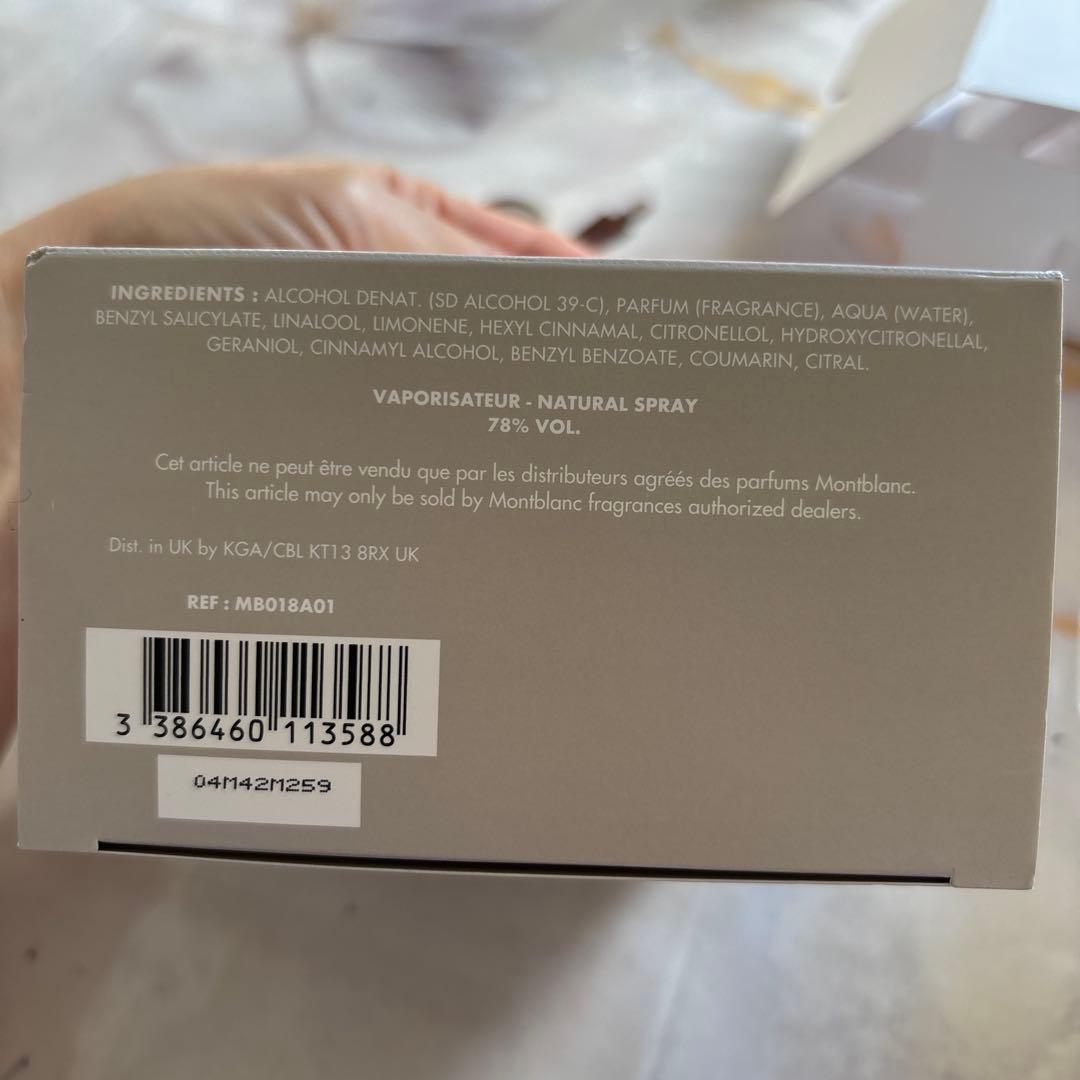 INGREDIENTS : ALCOHOL DENAT. (SD ALCOHOL 39-C), PARFUM (FRAGRANCE), AQUA (WATER),
BENZYL SALICYLATE, LINALOOL, LIMONENE, HEXYL CINNAMAL, CITRONELLOL, HYDROXYCITRONELLAL,
GERANIOL, CINNAMYL ALCOHOL, BENZYL BENZOATE, COUMARIN, CITRAL.
VAPORISATEUR - NATURAL SPRAY
78% VOL.
Cet article ne peut être vendu que par les distributeurs agréés des parfums Montblanc.
This article may only be sold by Montblanc fragrances authorized dealers.
Dist. in UK by KGA/CBL KT13 8RX UK
REF : MB018A01
3 386460 113588
04M42M259